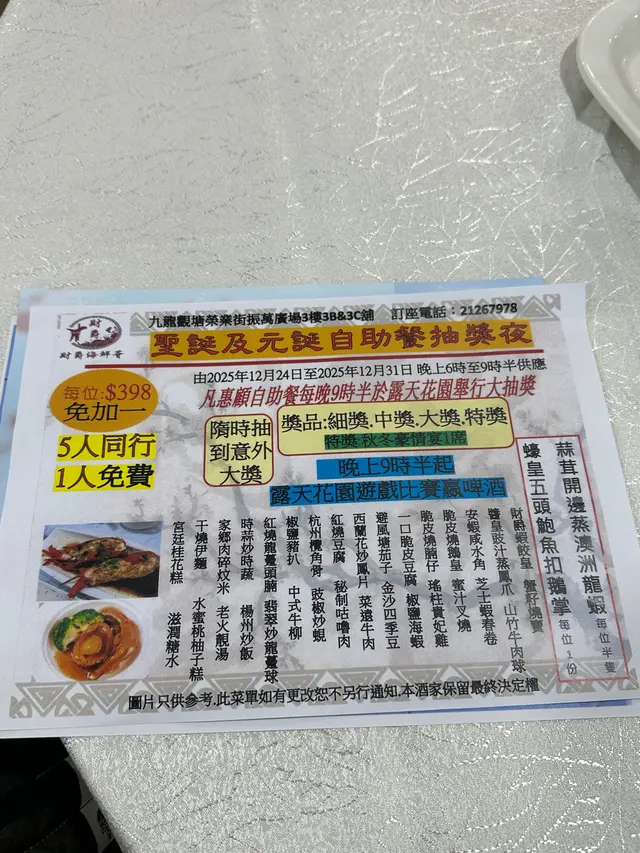 九龍觀塘榮業街振萬廣場3樓3B&3C舖 訂座電話：21267978
財爵
財爵海鮮薈
聖誕及元誕自助餐抽獎夜
由2025年12月24日至2025年12月31日 晚上6時至9時半供應
每位:$398
免加一
凡惠顧自助餐每晚9時半於露天花園舉行大抽獎
5人同行
1人免費
隋時抽
到意外
大獎
獎品:細獎.中獎.大獎.特獎
特獎:秋冬豪情宴1席
晚上9時半起
露天花園遊戲比賽贏啤酒
蒜茸開邊蒸澳洲龍蝦 每位半隻
蠔皇五頭鮑魚扣鵝掌 每位1份
財爵蝦餃皇 蟹籽燒賣
醬皇豉汁蒸鳳爪 山竹牛肉球
安蝦咸水角 芝士蝦春卷
脆皮燒鵝皇 蜜汁叉燒
脆皮燒腩仔 瑤柱貴妃雞
一口脆皮豆腐 椒鹽海蝦
避風塘茄子 金沙四季豆
西蘭花炒鳳片 菜遠牛肉
紅燒豆腐 秘制咕嚕肉
杭州欖角骨 豉椒炒蜆
椒鹽豬扒 中式牛柳
紅燒龍躉頭腩 翡翠炒龍躉球
時蒜炒時蔬 楊州炒飯
家鄉肉碎炆米 老火靚湯
干燒伊麵 水蜜桃柚子糕
宮廷桂花糕 滋潤糖水
圖片只供參考.此菜單如有更改恕不另行通知.本酒家保留最終決定權